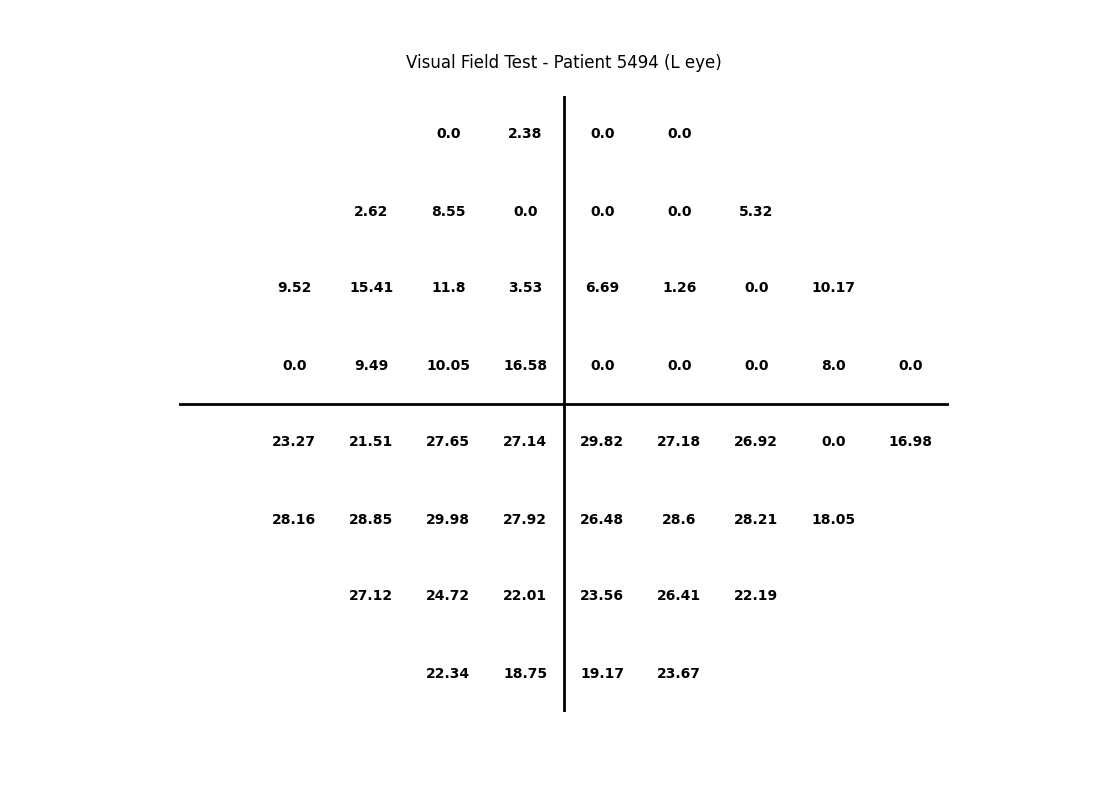 Visual Field Test - Patient 5494 (L eye)
0.0 2.38 0.0 0.0
2.62 8.55 0.0 0.0 0.0 5.32
9.52 15.41 11.8 3.53 6.69 1.26 0.0 10.17
0.0 9.49 10.05 16.58 0.0 0.0 0.0 8.0 0.0
23.27 21.51 27.65 27.14 29.82 27.18 26.92 0.0 16.98
28.16 28.85 29.98 27.92 26.48 28.6 28.21 18.05
27.12 24.72 22.01 23.56 26.41 22.19
22.34 18.75 19.17 23.67